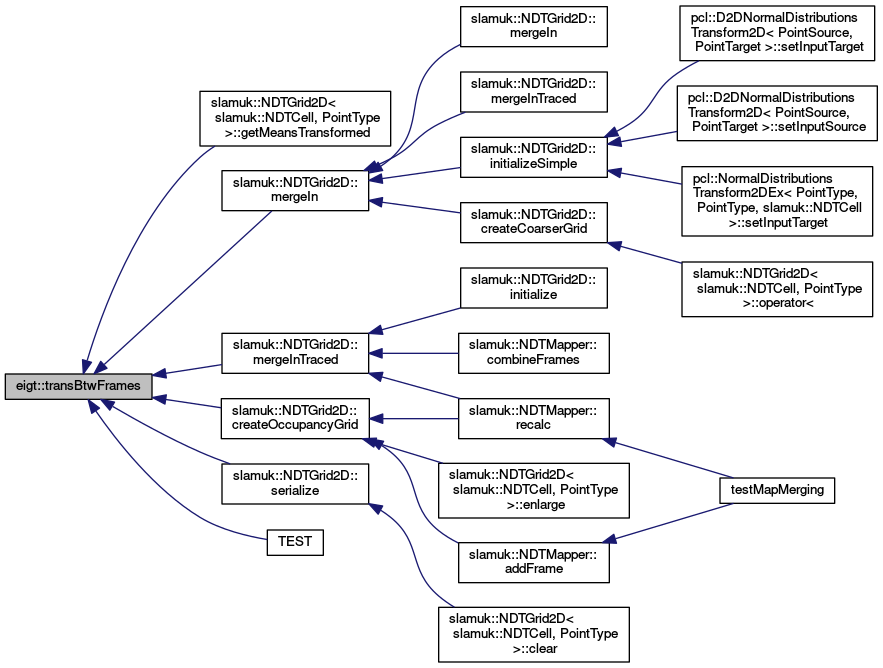 eigt::transBtwFrames
slamuk::NDTGrid2D<
slamuk::NDTCell, PointType
>::getMeansTransformed
slamuk::NDTGrid2D::
mergeIn
slamuk::NDTGrid2D::
mergeInTraced
slamuk::NDTGrid2D::
createOccupancyGrid
slamuk::NDTGrid2D::
serialize
TEST
slamuk::NDTGrid2D::
mergeIn
slamuk::NDTGrid2D::
mergeInTraced
slamuk::NDTGrid2D::
initializeSimple
slamuk::NDTGrid2D::
createCoarserGrid
slamuk::NDTGrid2D::
initialize
slamuk::NDTMapper::
combineFrames
slamuk::NDTMapper::
recalc
slamuk::NDTGrid2D<
slamuk::NDTCell, PointType
>::enlarge
slamuk::NDTMapper::
addFrame
slamuk::NDTGrid2D<
slamuk::NDTCell, PointType
>::clear
pcl::D2DNormalDistributions
Transform2D< PointSource,
PointTarget >::setInputTarget
pcl::D2DNormalDistributions
Transform2D< PointSource,
PointTarget >::setInputSource
pcl::NormalDistributions
Transform2DEx< PointType,
PointType, slamuk::NDTCell
>::setInputTarget
slamuk::NDTGrid2D<
slamuk::NDTCell, PointType
>::operator<
testMapMerging